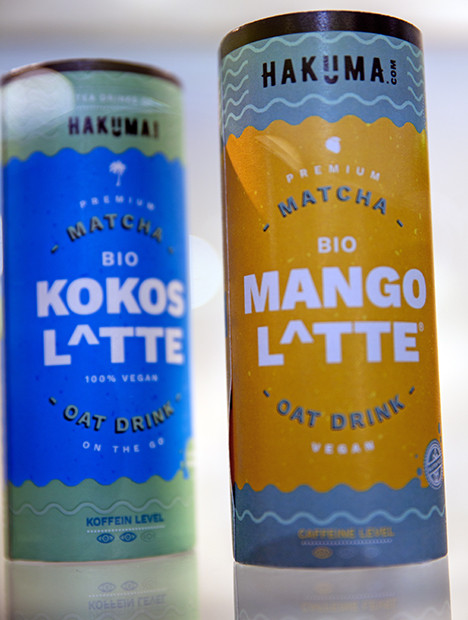 HAKUMA
PREMIUM
- MATCHA -
BIO
KOKOS
L^TTE
100% VEGAN
- OAT DRINK -
ON THE GO
KOFFEIN LEVEL
HAKUMA.COM
PREMIUM
- MATCHA -
BIO
MANGO
L^TTE®
- OAT DRINK -
VEGAN
CAFFEINE LEVEL